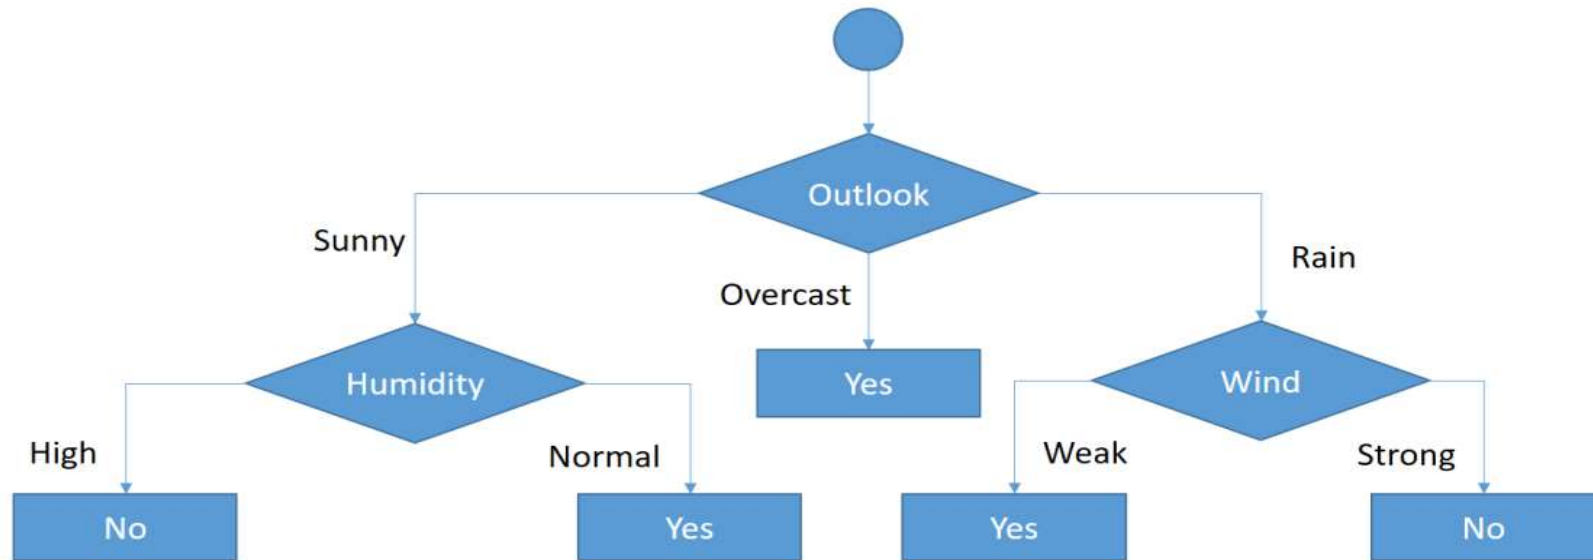 Outlook
Sunny
Rain
Overcast
Humidity
Yes
Wind
High
Normal
Weak
Strong
No
Yes
Yes
No